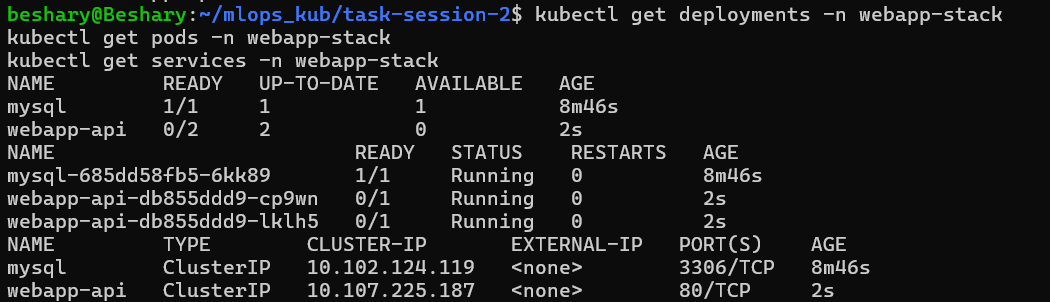 beshary@Beshary:~/mlops_kub/task-session-2$ kubectl get deployments -n webapp-stack
kubectl get pods -n webapp-stack
kubectl get services -n webapp-stack
NAME         READY   UP-TO-DATE   AVAILABLE   AGE
mysql        1/1     1            1           8m46s
webapp-api   0/2     2            0           2s
NAME                         READY   STATUS    RESTARTS   AGE
mysql-685dd58fb5-6kk89       1/1     Running   0          8m46s
webapp-api-db855ddd9-cp9wn   0/1     Running   0          2s
webapp-api-db855ddd9-lklh5   0/1     Running   0          2s
NAME         TYPE        CLUSTER-IP       EXTERNAL-IP   PORT(S)    AGE
mysql        ClusterIP   10.102.124.119   <none>        3306/TCP   8m46s
webapp-api   ClusterIP   10.107.225.187   <none>        80/TCP     2s